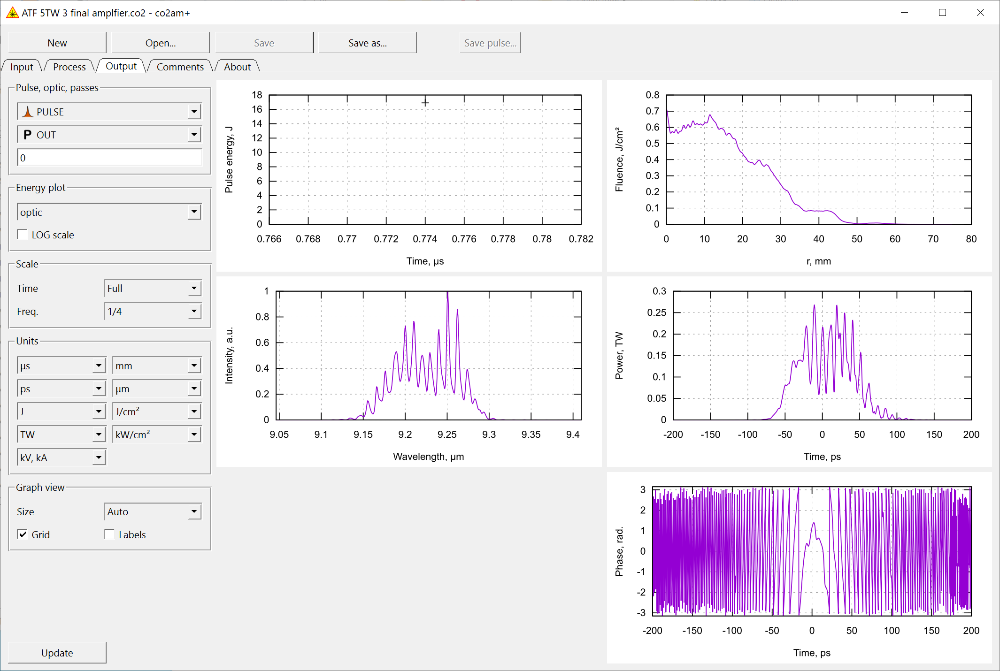 ATF 5TW 3 final amplfier.co2 - co2am+
New Open... Save Save as... Save pulse...
Input Process Output Comments About
Pulse, optic, passes
PULSE
P OUT
0
Energy plot
optic
LOG scale
Scale
Time Full
Freq. 1/4
Units
µs mm
ps µm
J J/cm²
TW kW/cm²
kV, kA
Graph view
Size Auto
Grid Labels
Update
Pulse energy, J
18
16
14
12
10
8
6
4
2
0
0.766 0.768 0.77 0.772 0.774 0.776 0.778 0.78 0.782
Time, µs
Fluence, J/cm²
0.8
0.7
0.6
0.5
0.4
0.3
0.2
0.1
0
0 10 20 30 40 50 60 70 80
r, mm
Intensity, a.u.
1
0.8
0.6
0.4
0.2
0
9.05 9.1 9.15 9.2 9.25 9.3 9.35 9.4
Wavelength, µm
Power, TW
0.3
0.25
0.2
0.15
0.1
0.05
0
-200 -150 -100 -50 0 50 100 150 200
Time, ps
Phase, rad.
3
2
1
0
-1
-2
-3
-200 -150 -100 -50 0 50 100 150 200
Time, ps